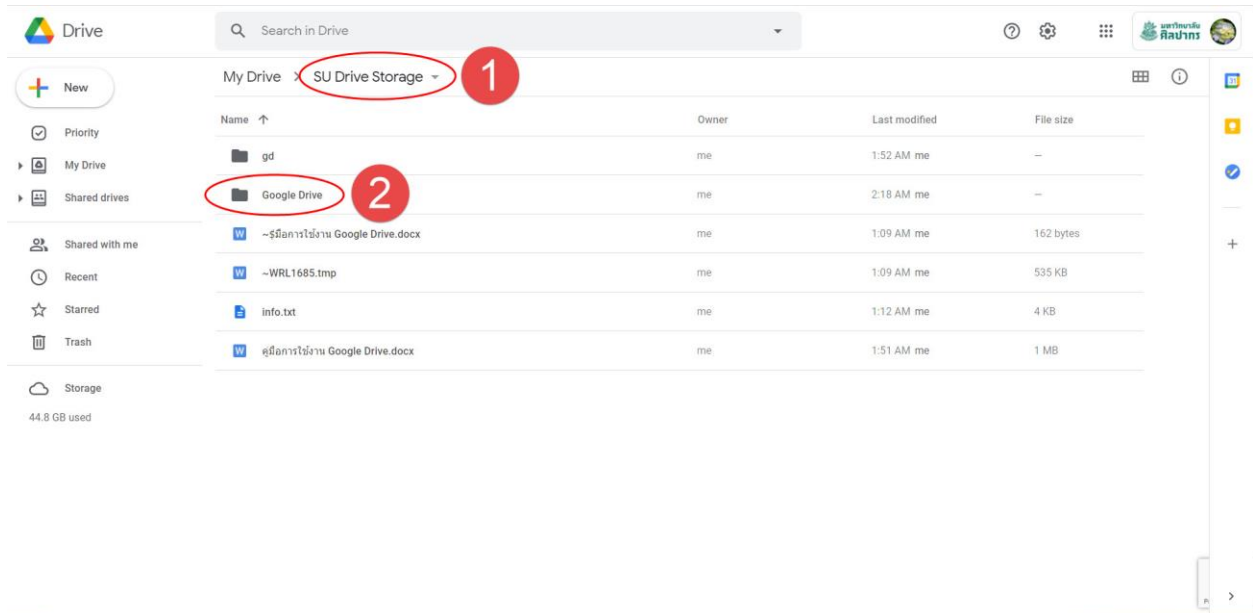 Drive
Search in Drive
มหาวิทยาลัย
ศิลปากร
New
My Drive > SU Drive Storage
1
31
Name ↑ Owner Last modified File size
Priority
My Drive
Shared drives
Shared with me
Recent
Starred
Trash
Storage
44.8 GB used
gd me 1:52 AM me —
Google Drive me 2:18 AM me —
2
~$มือการใช้งาน Google Drive.docx me 1:09 AM me 162 bytes
~WRL1685.tmp me 1:09 AM me 535 KB
info.txt me 1:12 AM me 4 KB
คู่มือการใช้งาน Google Drive.docx me 1:51 AM me 1 MB